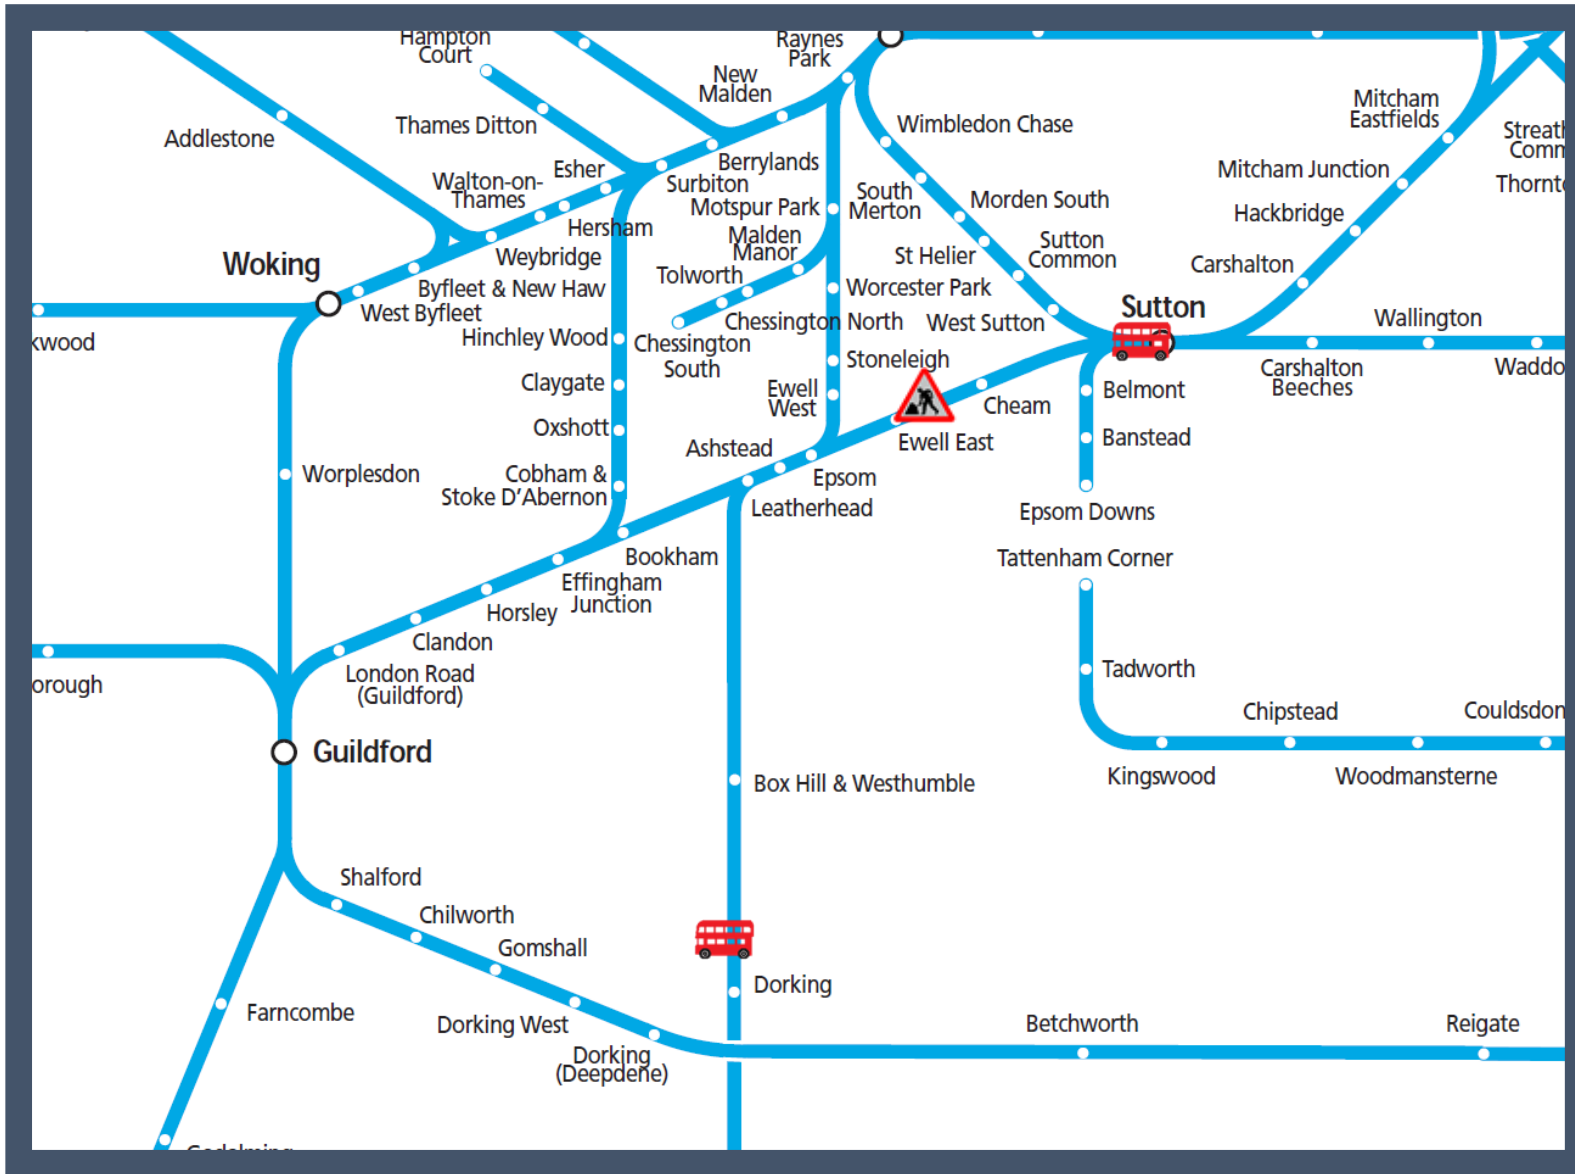 Hampton
Court
Raynes
Park
New
Malden
Mitcham
Eastfields
Addlestone
Thames Ditton
Wimbledon Chase
Esher
Berrylands
Mitcham Junction
Walton-on-
Thames
Surbiton
South
Merton
Morden South
Motspur Park
Hackbridge
Hersham
Malden
Manor
Sutton
Common
St Helier
Weybridge
Woking
Tolworth
Carshalton
Byfleet & New Haw
Worcester Park
Sutton
West Byfleet
Chessington North
West Sutton
Wallington
kwood
Hinchley Wood
Chessington
South
Stoneleigh
Carshalton
Beeches
Waddo
Claygate
Ewell
West
Cheam
Belmont
Oxshott
Ewell East
Banstead
Ashstead
Worplesdon
Cobham &
Stoke D'Abernon
Epsom
Leatherhead
Epsom Downs
Bookham
Tattenham Corner
Effingham
Junction
Horsley
Clandon
London Road
(Guildford)
orough
Tadworth
Chipstead
Couldsdon
Guildford
Box Hill & Westhumble
Kingswood
Woodmansterne
Shalford
Chilworth
Gomshall
Dorking
Farncombe
Dorking West
Betchworth
Reigate
Dorking
(Deepdene)